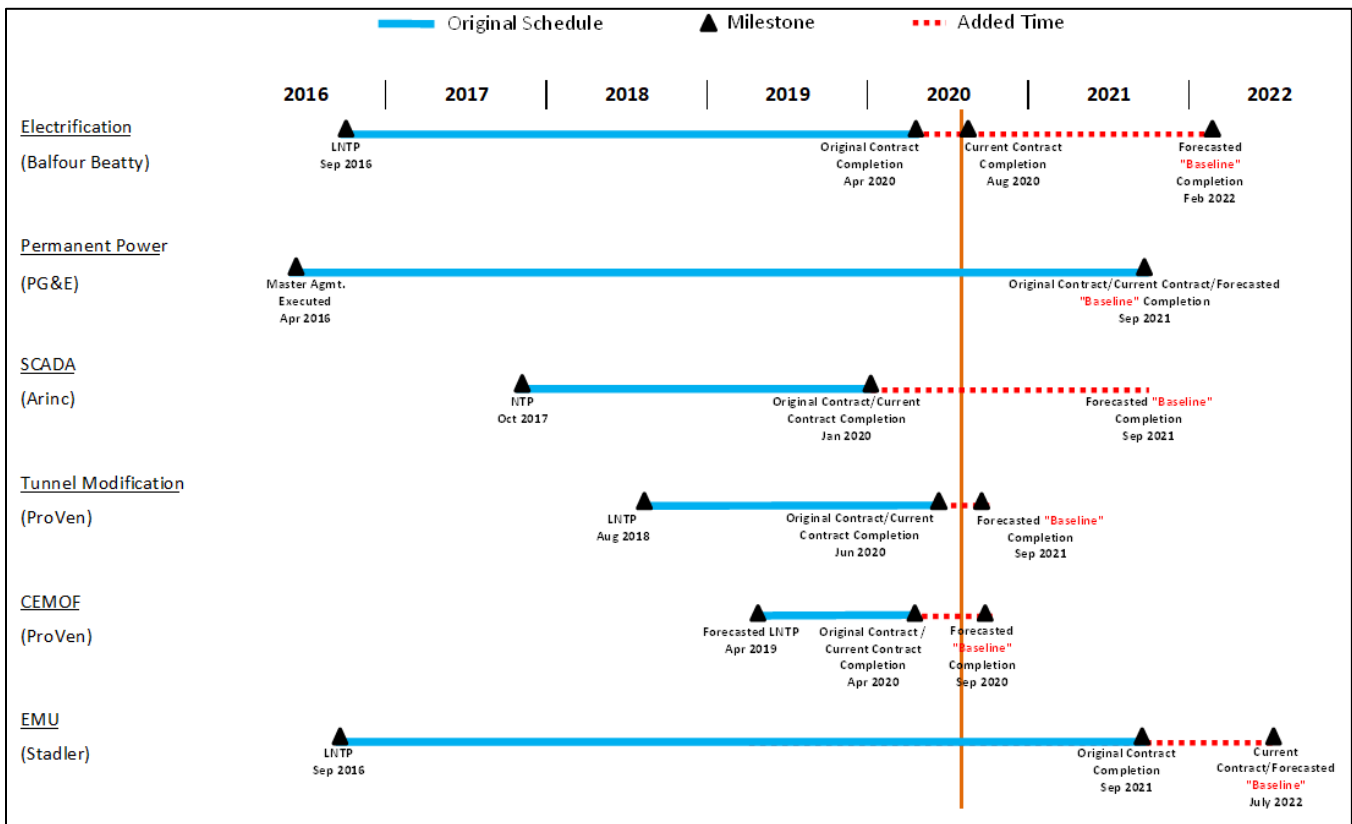 Original Schedule Milestone Added Time
2016 2017 2018 2019 2020 2021 2022
Electrification
(Balfour Beatty)
LNTP
Sep 2016
Original Contract
Completion
Apr 2020
Current Contract
Completion
Aug 2020
Forecasted
"Baseline"
Completion
Feb 2022
Permanent Power
(PG&E)
Master Agmt.
Executed
Apr 2016
Original Contract/Current Contract/Forecasted
"Baseline" Completion
Sep 2021
SCADA
(Arinc)
NTP
Oct 2017
Original Contract/Current
Contract Completion
Jan 2020
Forecasted "Baseline"
Completion
Sep 2021
Tunnel Modification
(ProVen)
LNTP
Aug 2018
Original Contract/Current
Contract Completion
Jun 2020
Forecasted "Baseline"
Completion
Sep 2021
CEMOF
(ProVen)
Forecasted LNTP
Apr 2019
Original Contract /
Current Contract
Completion
Apr 2020
Forecasted
"Baseline"
Completion
Sep 2020
EMU
(Stadler)
LNTP
Sep 2016
Original Contract
Completion
Sep 2021
Current
Contract/Forecasted
"Baseline"
July 2022